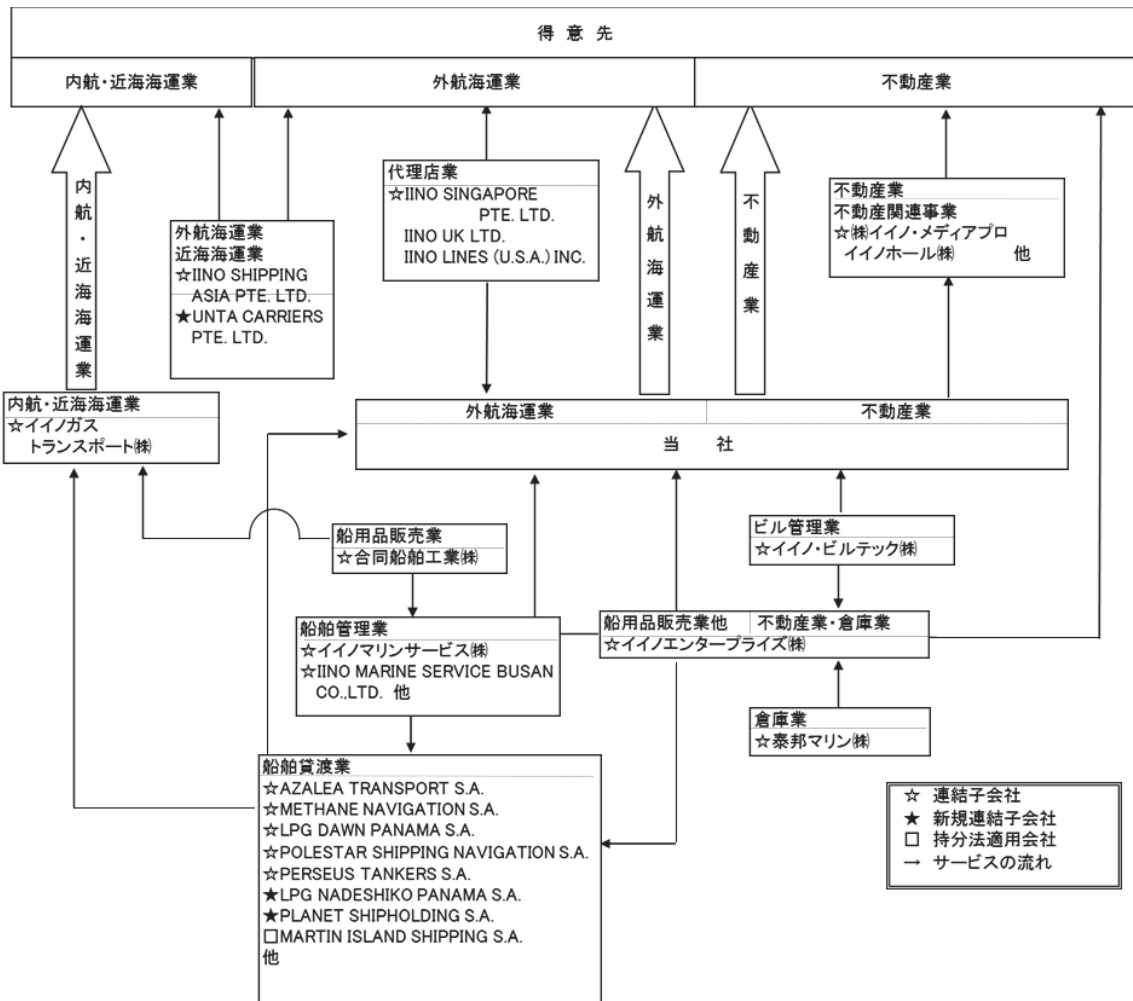 得 意 先
内航・近海海運業
外航海運業
不動産業
内航・近海海運業
外航海運業
近海海運業
☆IINO SHIPPING
ASIA PTE. LTD.
★UNTA CARRIERS
PTE. LTD.
代理店業
☆IINO SINGAPORE
PTE. LTD.
IINO UK LTD.
IINO LINES (U.S.A.) INC.
外航海運業
不動産業
不動産業
不動産関連事業
☆㈱イイノ・メディアプロ
イイノホール㈱ 他
内航・近海海運業
☆イイノガス
トランスポート㈱
外航海運業
不動産業
当 社
船用品販売業
☆合同船舶工業㈱
ビル管理業
☆イイノ・ビルテック㈱
船舶管理業
☆イイノマリンサービス㈱
☆IINO MARINE SERVICE BUSAN
CO.,LTD. 他
船用品販売業他
不動産業・倉庫業
☆イイノエンタープライズ㈱
倉庫業
☆泰邦マリン㈱
船舶貸渡業
☆AZALEA TRANSPORT S.A.
☆METHANE NAVIGATION S.A.
☆LPG DAWN PANAMA S.A.
☆POLESTAR SHIPPING NAVIGATION S.A.
☆PERSEUS TANKERS S.A.
★LPG NADESHIKO PANAMA S.A.
★PLANET SHIPHOLDING S.A.
□MARTIN ISLAND SHIPPING S.A.
他
☆ 連結子会社
★ 新規連結子会社
□ 持分法適用会社
→ サービスの流れ